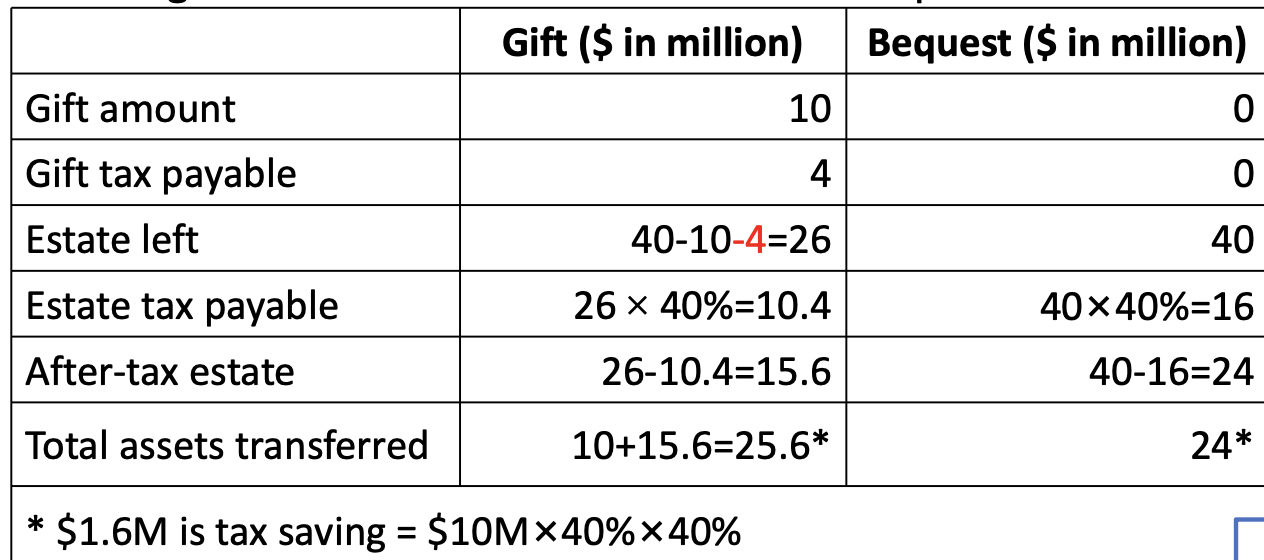 Gift ($ in million) Bequest ($ in million)
Gift amount 10 0
Gift tax payable 4 0
Estate left 40-10-4=26 40
Estate tax payable 26 × 40%=10.4 40×40%=16
After-tax estate 26-10.4=15.6 40-16=24
Total assets transferred 10+15.6=25.6* 24*
* $1.6M is tax saving = $10M×40%×40%